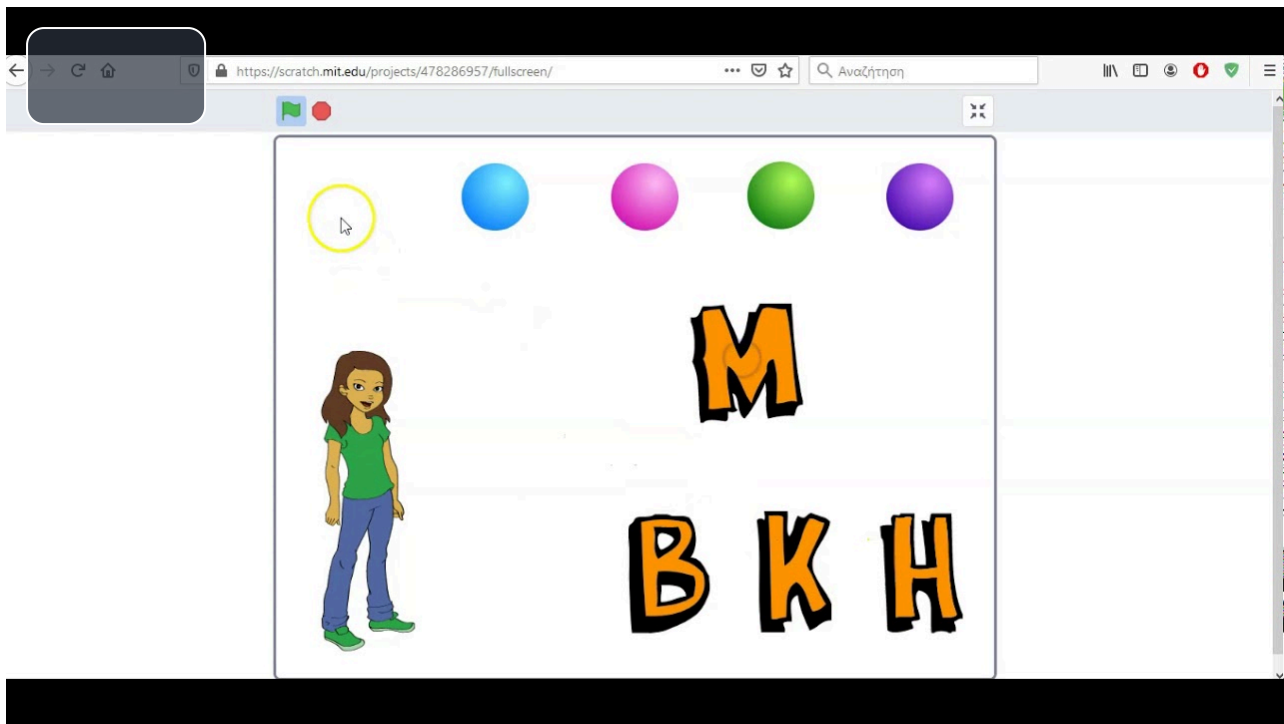 https://scratch.mit.edu/projects/478286957/fullscreen/
Αναζήτηση
M
B K H